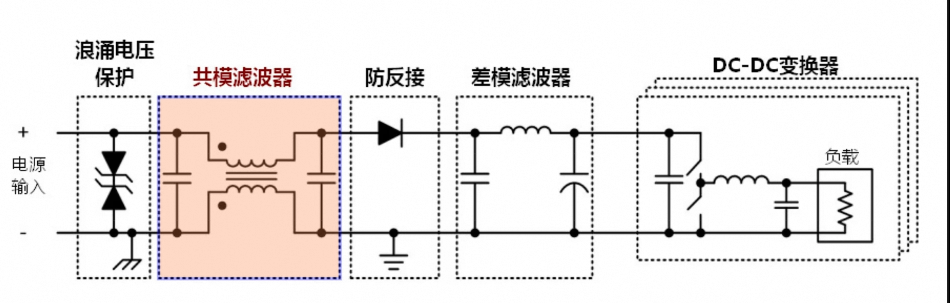 浪涌电压
保护
共模滤波器
防反接
差模滤波器
DC-DC变换器
+
电源
输入
-
负载